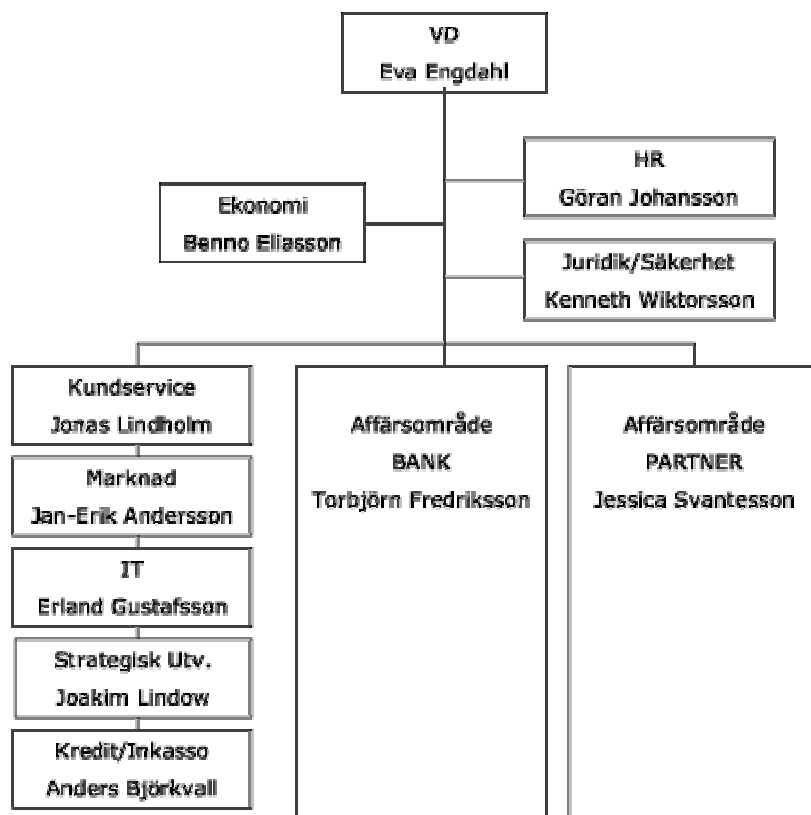 VD
Eva Engdahl
HR
Göran Johansson
Ekonomi
Benno Eliasson
Juridik/Säkerhet
Kenneth Wiktorsson
Kundservice
Jonas Lindholm
Marknad
Jan-Erik Andersson
IT
Erland Gustafsson
Strategisk Utv.
Joakim Lindow
Kredit/Inkasso
Anders Björkvall
Affärsområde
BANK
Torbjörn Fredriksson
Affärsområde
PARTNER
Jessica Svantesson